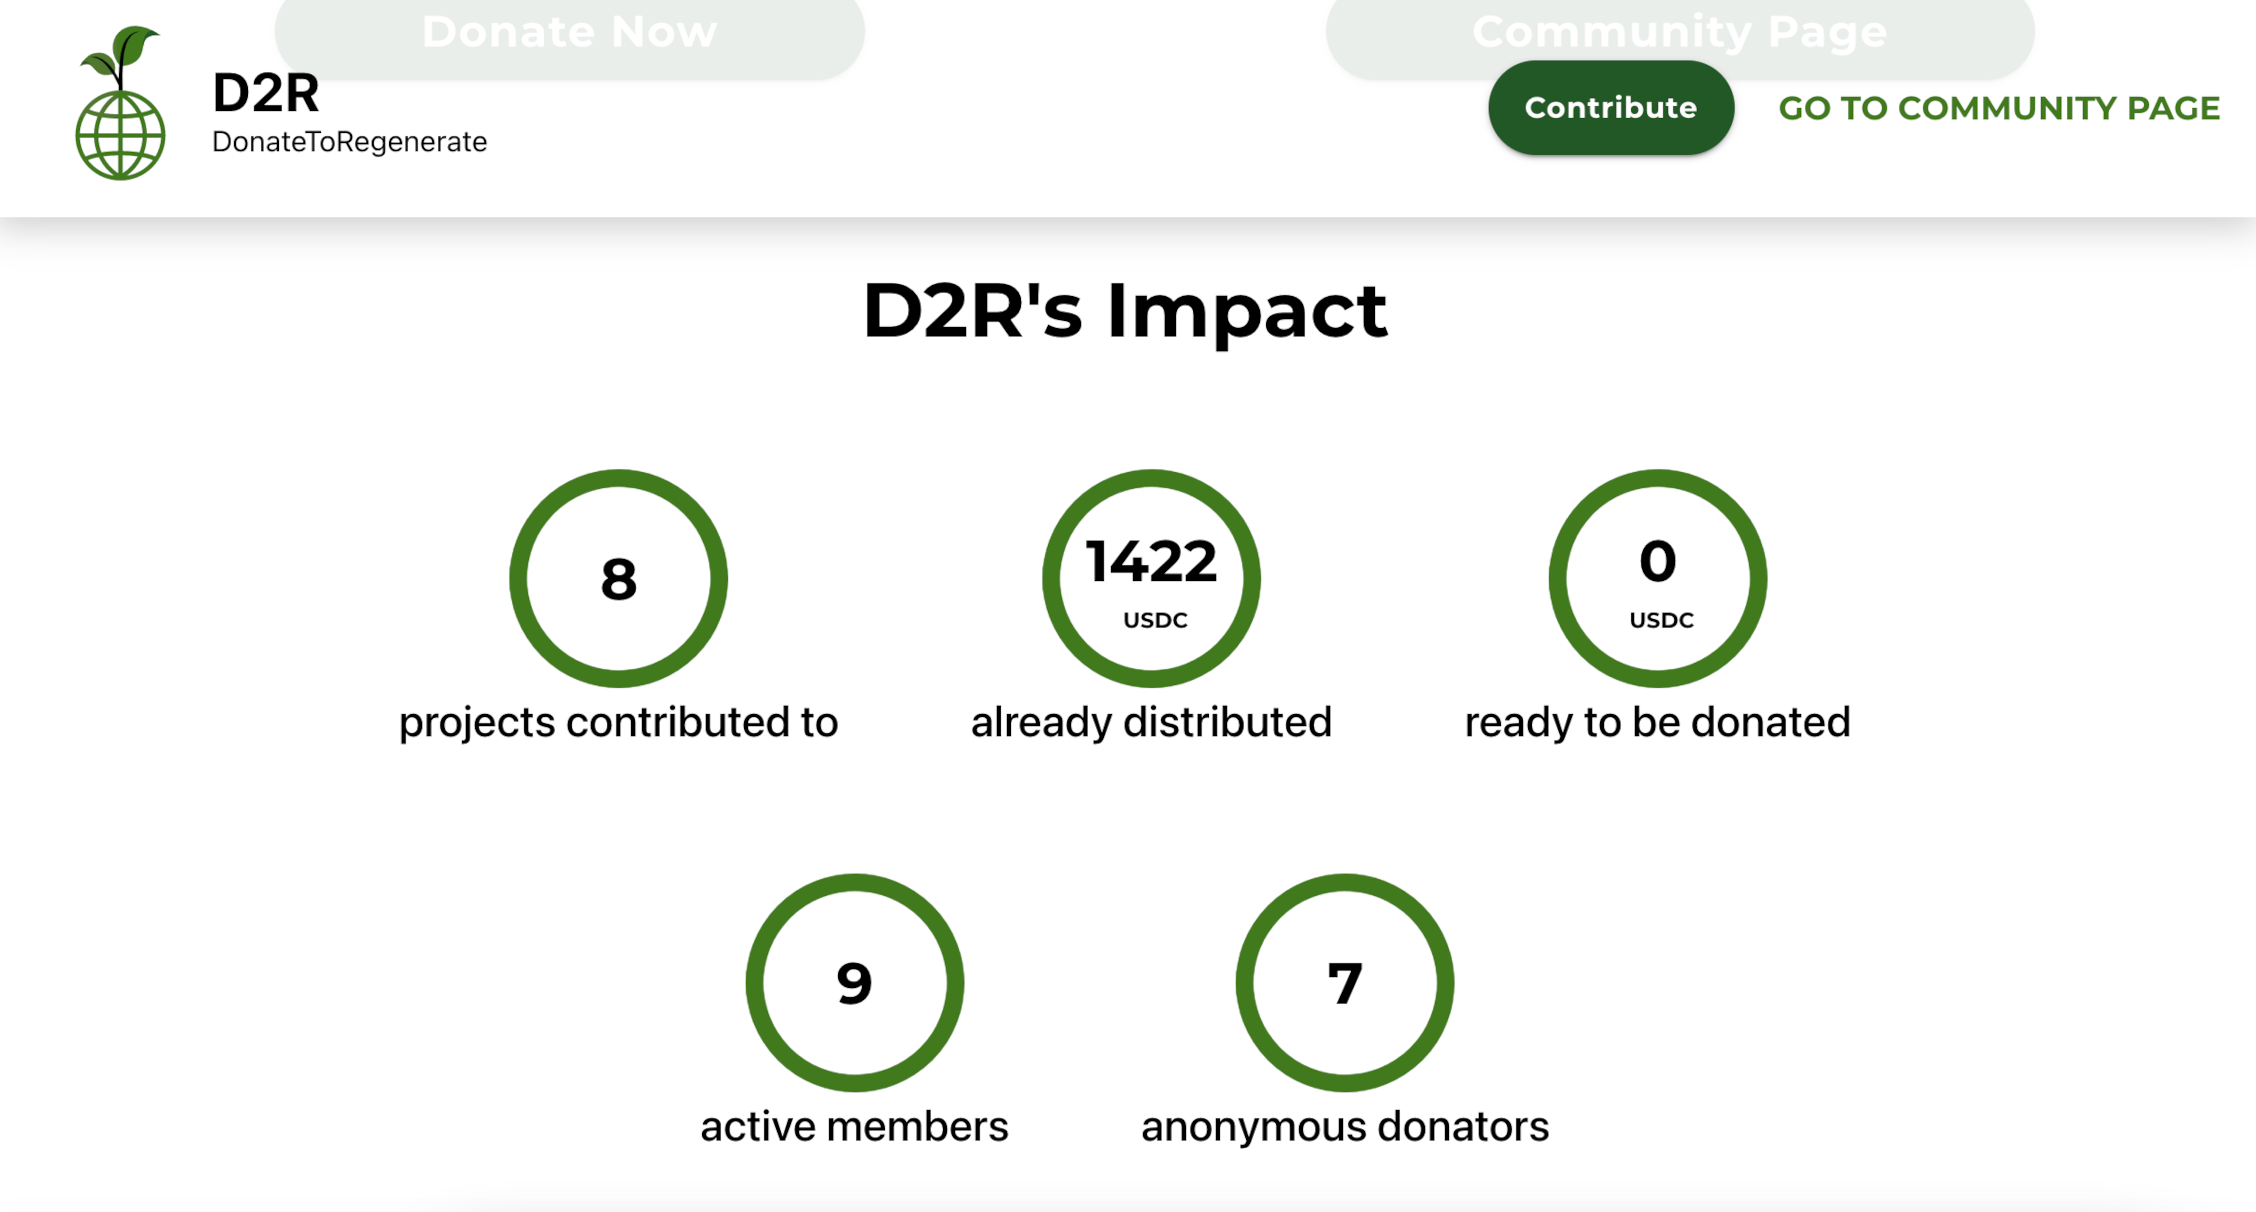 Donate Now
Community Page
D2R
DonateToRegenerate
Contribute
GO TO COMMUNITY PAGE
D2R's Impact
8
projects contributed to
1422
USDC
already distributed
0
USDC
ready to be donated
9
active members
7
anonymous donators